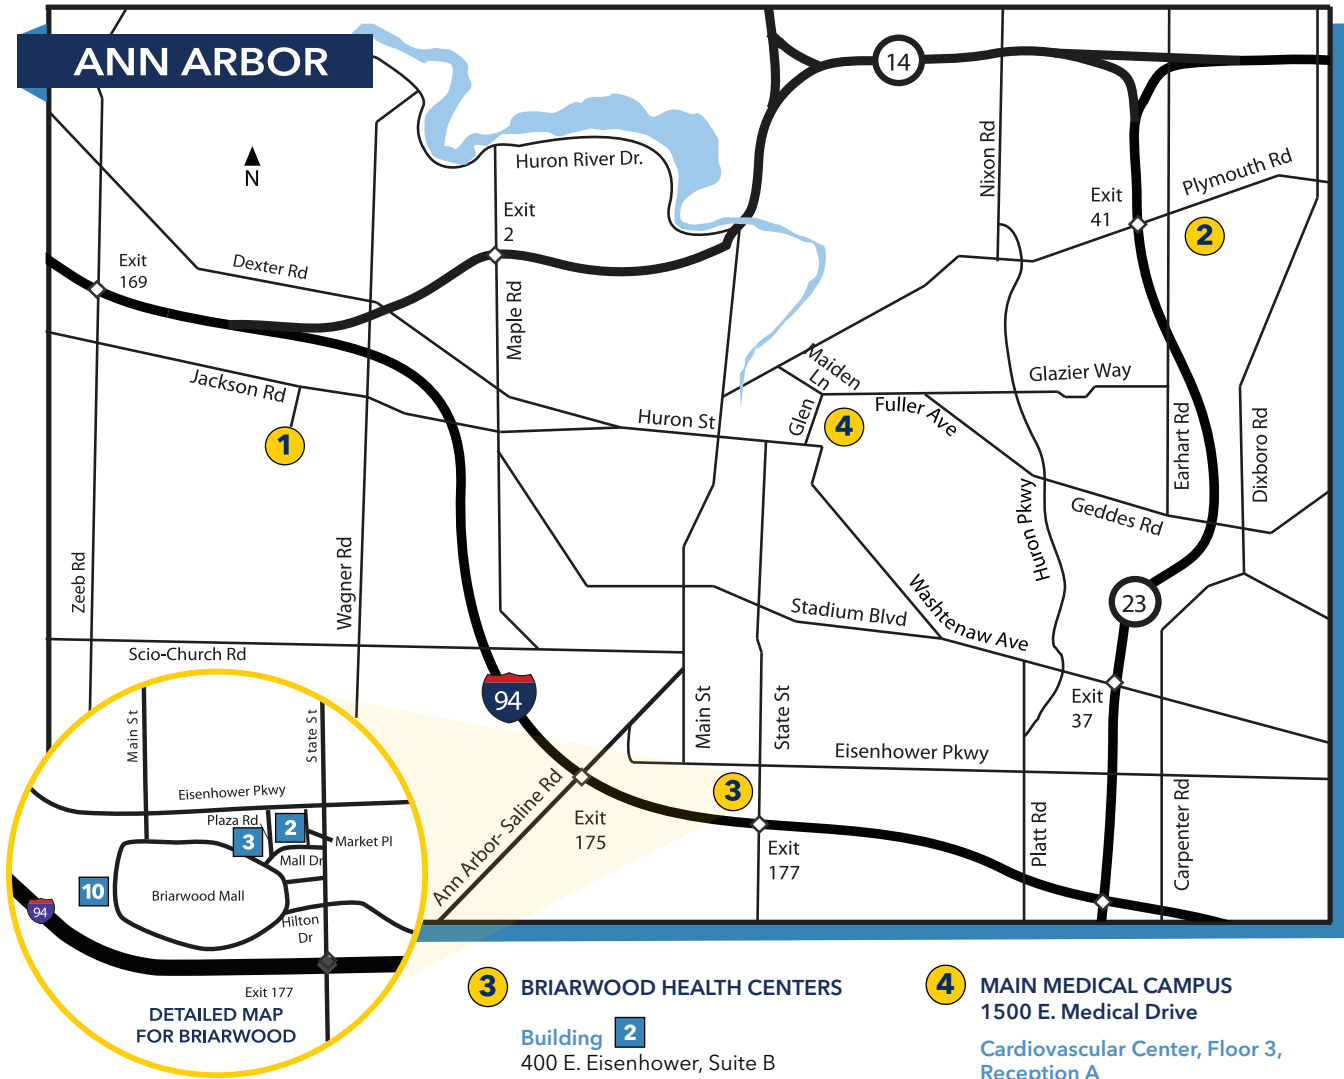 ANN ARBOR
14
N
Huron River Dr.
Nixon Rd
Plymouth Rd
Exit
41
2
Exit
2
Exit
169
Dexter Rd
Maple Rd
Jackson Rd
1
Huron St
Maiden
Ln
Glen
4
Fuller Ave
Glazier Way
Earhart Rd
Dixboro Rd
Geddes Rd
Huron Pkwy
Zeeb Rd
Wagner Rd
23
Stadium Blvd
Washtenaw Ave
Scio-Church Rd
94
Main St
State St
Exit
37
Eisenhower Pkwy
3
Ann Arbor- Saline Rd
Exit
175
Exit
177
Platt Rd
Carpenter Rd
Main St
State St
Eisenhower Pkwy
Plaza Rd
2
3
Market Pl
Mall Dr
10
Briarwood Mall
94
Hilton
Dr
Exit 177
DETAILED MAP
FOR BRIARWOOD
3 BRIARWOOD HEALTH CENTERS
Building 2
400 E. Eisenhower, Suite B
4 MAIN MEDICAL CAMPUS
1500 E. Medical Drive
Cardiovascular Center, Floor 3,
Reception A